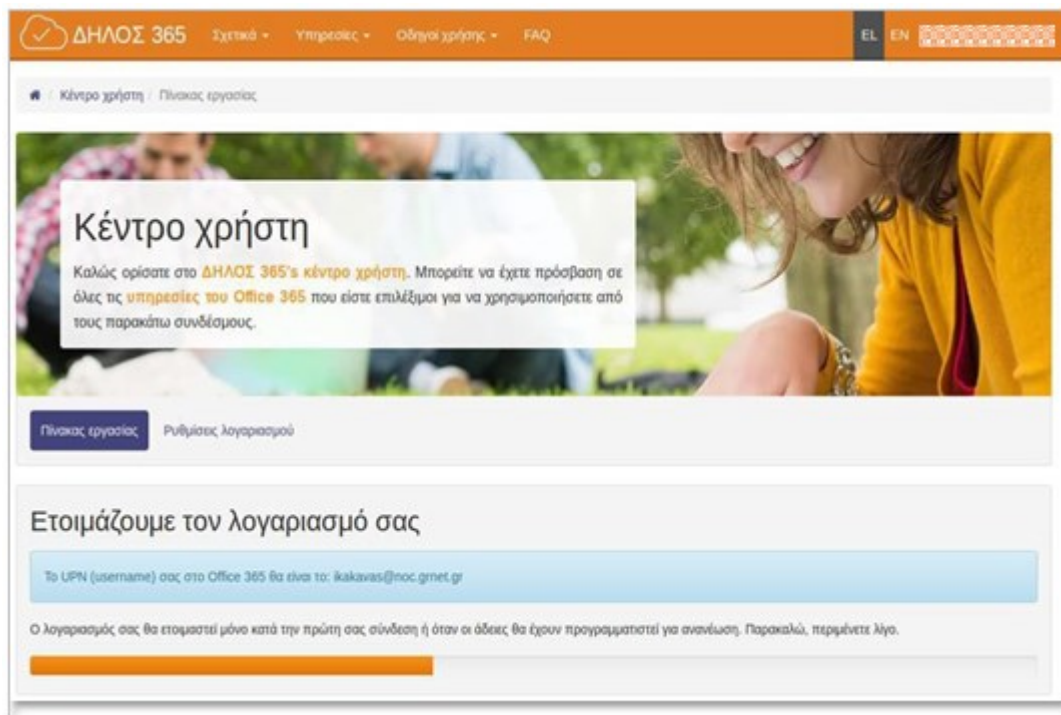 ΔΗΛΟΣ 365 Σχετικά Υπηρεσίες Οδηγοί χρήσης FAQ EL EN
Κέντρο χρήστη / Πίνακας εργασίας
Κέντρο χρήστη
Καλώς ορίσατε στο ΔΗΛΟΣ 365's κέντρο χρήστη. Μπορείτε να έχετε πρόσβαση σε
όλες τις υπηρεσίες του Office 365 που είστε επιλέξιμοι για να χρησιμοποιήσετε από
τους παρακάτω συνδέσμους.
Πίνακας εργασίας Ρυθμίσεις λογαριασμού
Ετοιμάζουμε τον λογαριασμό σας
Το UPN (username) σας στο Office 365 θα είναι το: ikakavas@noc.grnet.gr
Ο λογαριασμός σας θα ετοιμαστεί μόνο κατά την πρώτη σας σύνδεση ή όταν οι άδειες θα έχουν προγραμματιστεί για ανανέωση. Παρακαλώ, περιμένετε λίγο.